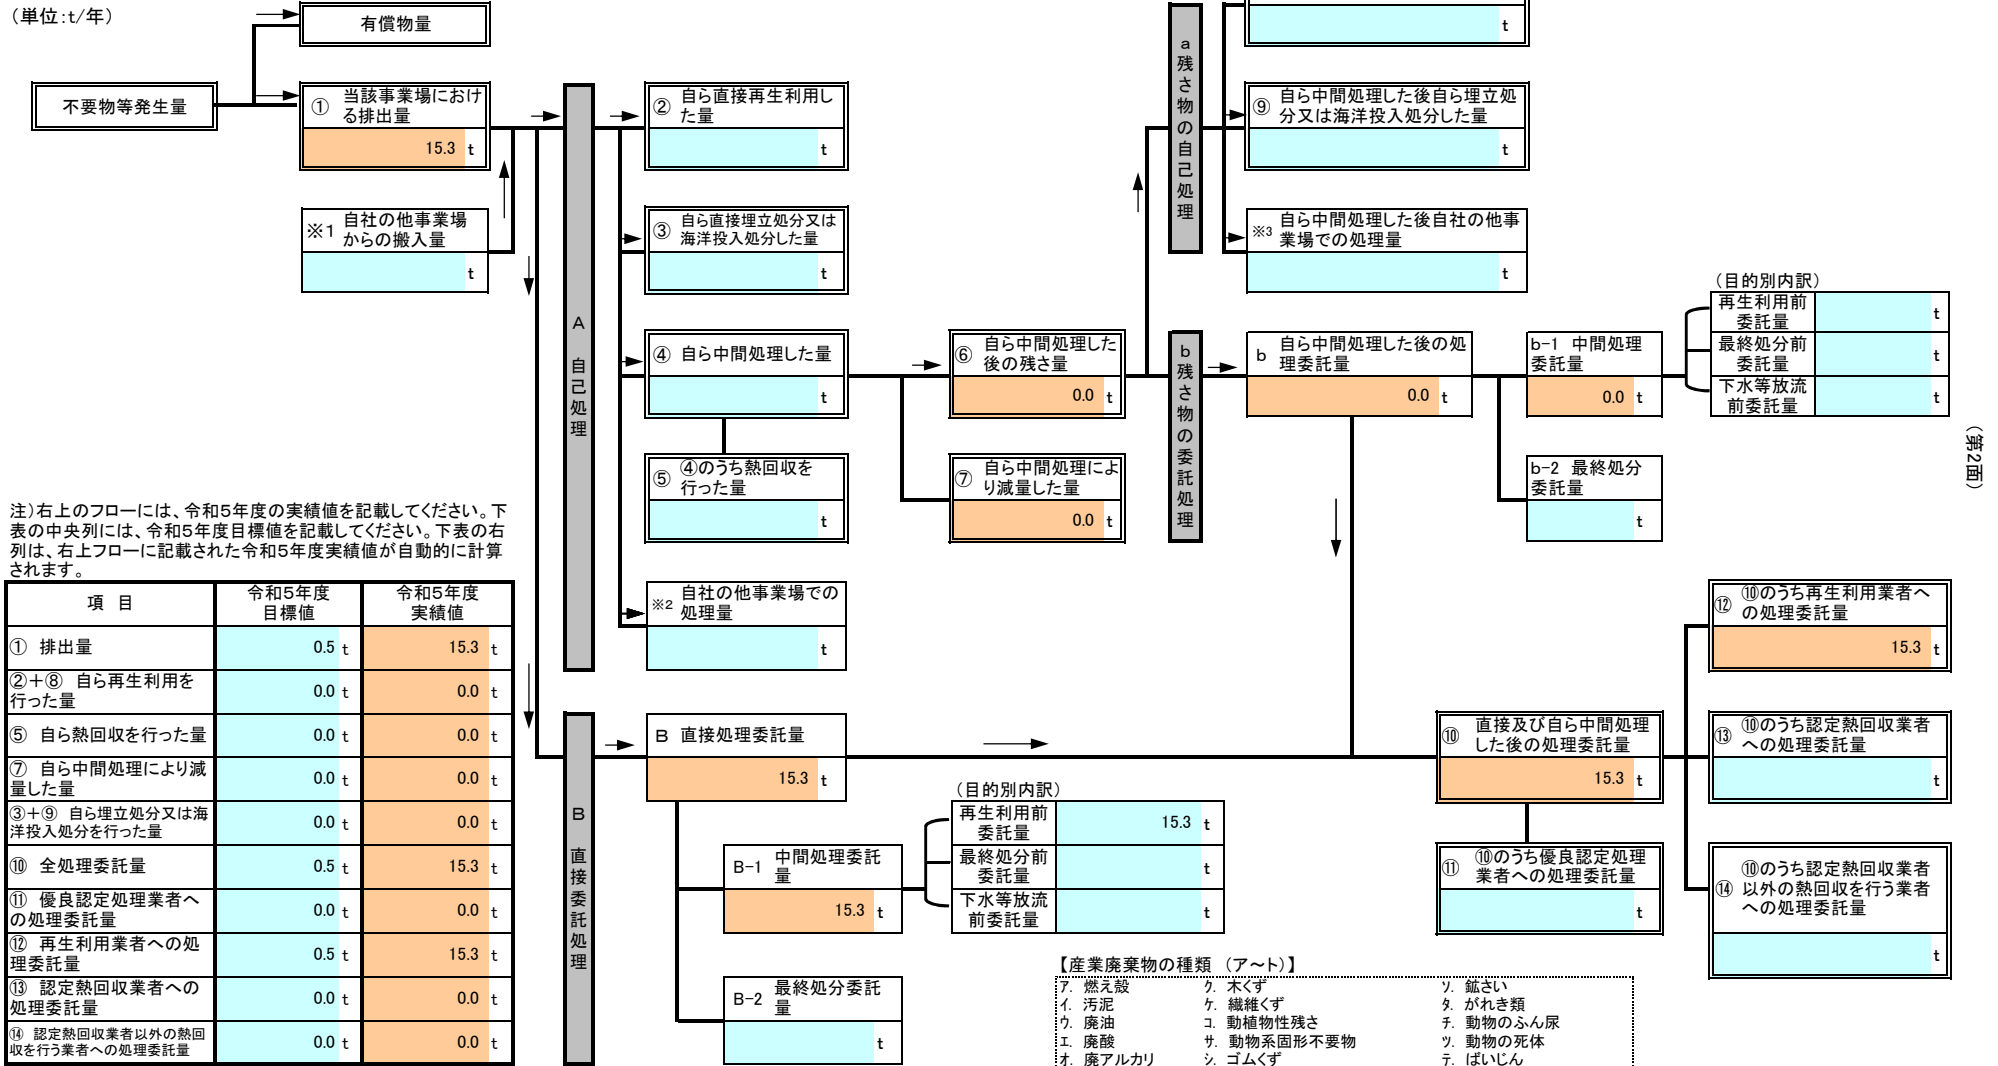 (単位:t/年)
有償物量
不要物等発生量
① 当該事業場におけ
る排出量
15.3 t
※1 自社の他事業場
からの搬入量
t
A 自己処理
② 自ら直接再生利用し
た量
t
③ 自ら直接埋立処分又は
海洋投入処分した量
t
④ 自ら中間処理した量
t
⑤ ④のうち熱回収を
行った量
t
※2 自社の他事業場での
処理量
t
⑥ 自ら中間処理した
後の残さ量
0.0 t
⑦ 自ら中間処理によ
り減量した量
0.0 t
a 残さ物の自己処理
t
⑨ 自ら中間処理した後自ら埋立処
分又は海洋投入処分した量
t
※3 自ら中間処理した後自社の他事
業場での処理量
t
b 残さ物の委託処理
b 自ら中間処理した後の処
理委託量
0.0 t
b-1 中間処理
委託量
0.0 t
b-2 最終処分
委託量
t
(目的別内訳)
再生利用前
委託量 t
最終処分前
委託量 t
下水等放流
前委託量 t
(第2面)
注)右上のフローには、令和5年度の実績値を記載してください。下
表の中央列には、令和5年度目標値を記載してください。下表の右
列は、右上フローに記載された令和5年度実績値が自動的に計算
されます。
項 目 令和5年度
目標値 令和5年度
実績値
① 排出量 0.5 t 15.3 t
②+⑧ 自ら再生利用を
行った量 0.0 t 0.0 t
⑤ 自ら熱回収を行った量 0.0 t 0.0 t
⑦ 自ら中間処理により減
量した量 0.0 t 0.0 t
③+⑨ 自ら埋立処分又は海
洋投入処分を行った量 0.0 t 0.0 t
⑩ 全処理委託量 0.5 t 15.3 t
⑪ 優良認定処理業者へ
の処理委託量 0.0 t 0.0 t
⑫ 再生利用業者への処
理委託量 0.5 t 15.3 t
⑬ 認定熱回収業者への
処理委託量 0.0 t 0.0 t
⑭ 認定熱回収業者以外の熱回
収を行う業者への処理委託量 0.0 t 0.0 t
B 直接委託処理
B 直接処理委託量
15.3 t
B-1 中間処理委託
量
15.3 t
B-2 最終処分委託
量
t
(目的別内訳)
再生利用前
委託量 15.3 t
最終処分前
委託量 t
下水等放流
前委託量 t
⑩ 直接及び自ら中間処理
した後の処理委託量
15.3 t
⑪ ⑩のうち優良認定処理
業者への処理委託量
t
⑫ ⑩のうち再生利用業者へ
の処理委託量
15.3 t
⑬ ⑩のうち認定熱回収業者
への処理委託量
t
⑭ ⑩のうち認定熱回収業者
以外の熱回収を行う業者
への処理委託量
t
【産業廃棄物の種類 (ア~ト)】
ア. 燃え殻 ク. 木くず ソ. 鉱さい
イ. 汚泥 ケ. 繊維くず タ. がれき類
ウ. 廃油 コ. 動植物性残さ チ. 動物のふん尿
エ. 廃酸 サ. 動物系固形不要物 ツ. 動物の死体
オ. 廃アルカリ シ. ゴムくず テ. ばいじん